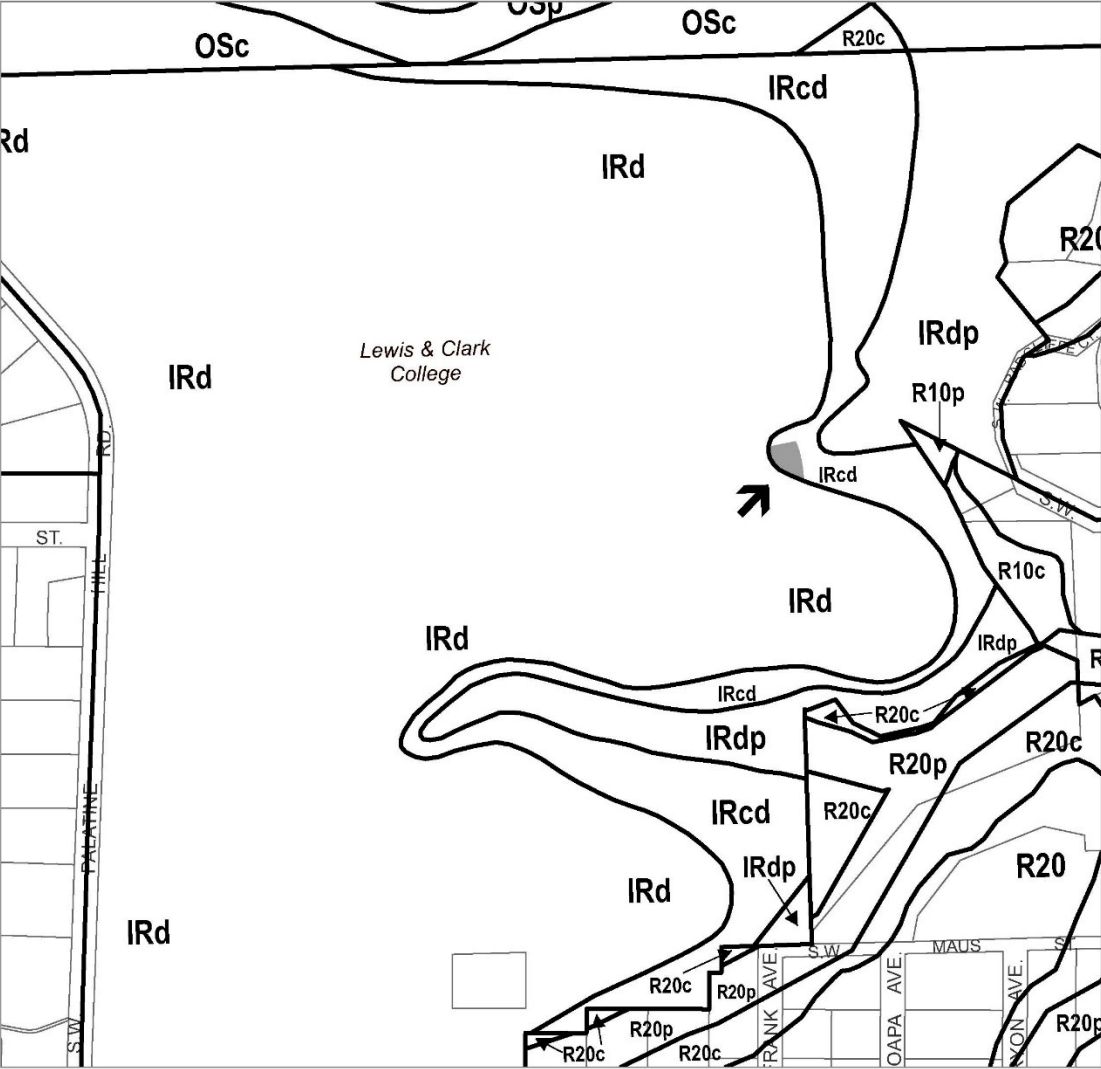 OSp
OSc
OSc
R20c
IRcd
Rd
IRd
IRdp
Lewis & Clark
College
IRd
R10p
RD.
IRcd
S.W.
ST.
HILL
R10c
IRd
IRd
IRdp
IRcd
R20c
IRdp
R20p
R20c
PALATINE
IRcd
R20c
IRdp
R20
IRd
IRd
S.W.
MAUS
ST.
R20c
R20p
FRANK AVE.
OAPA AVE.
R20p
R20p
S.W.
R20c
R20c